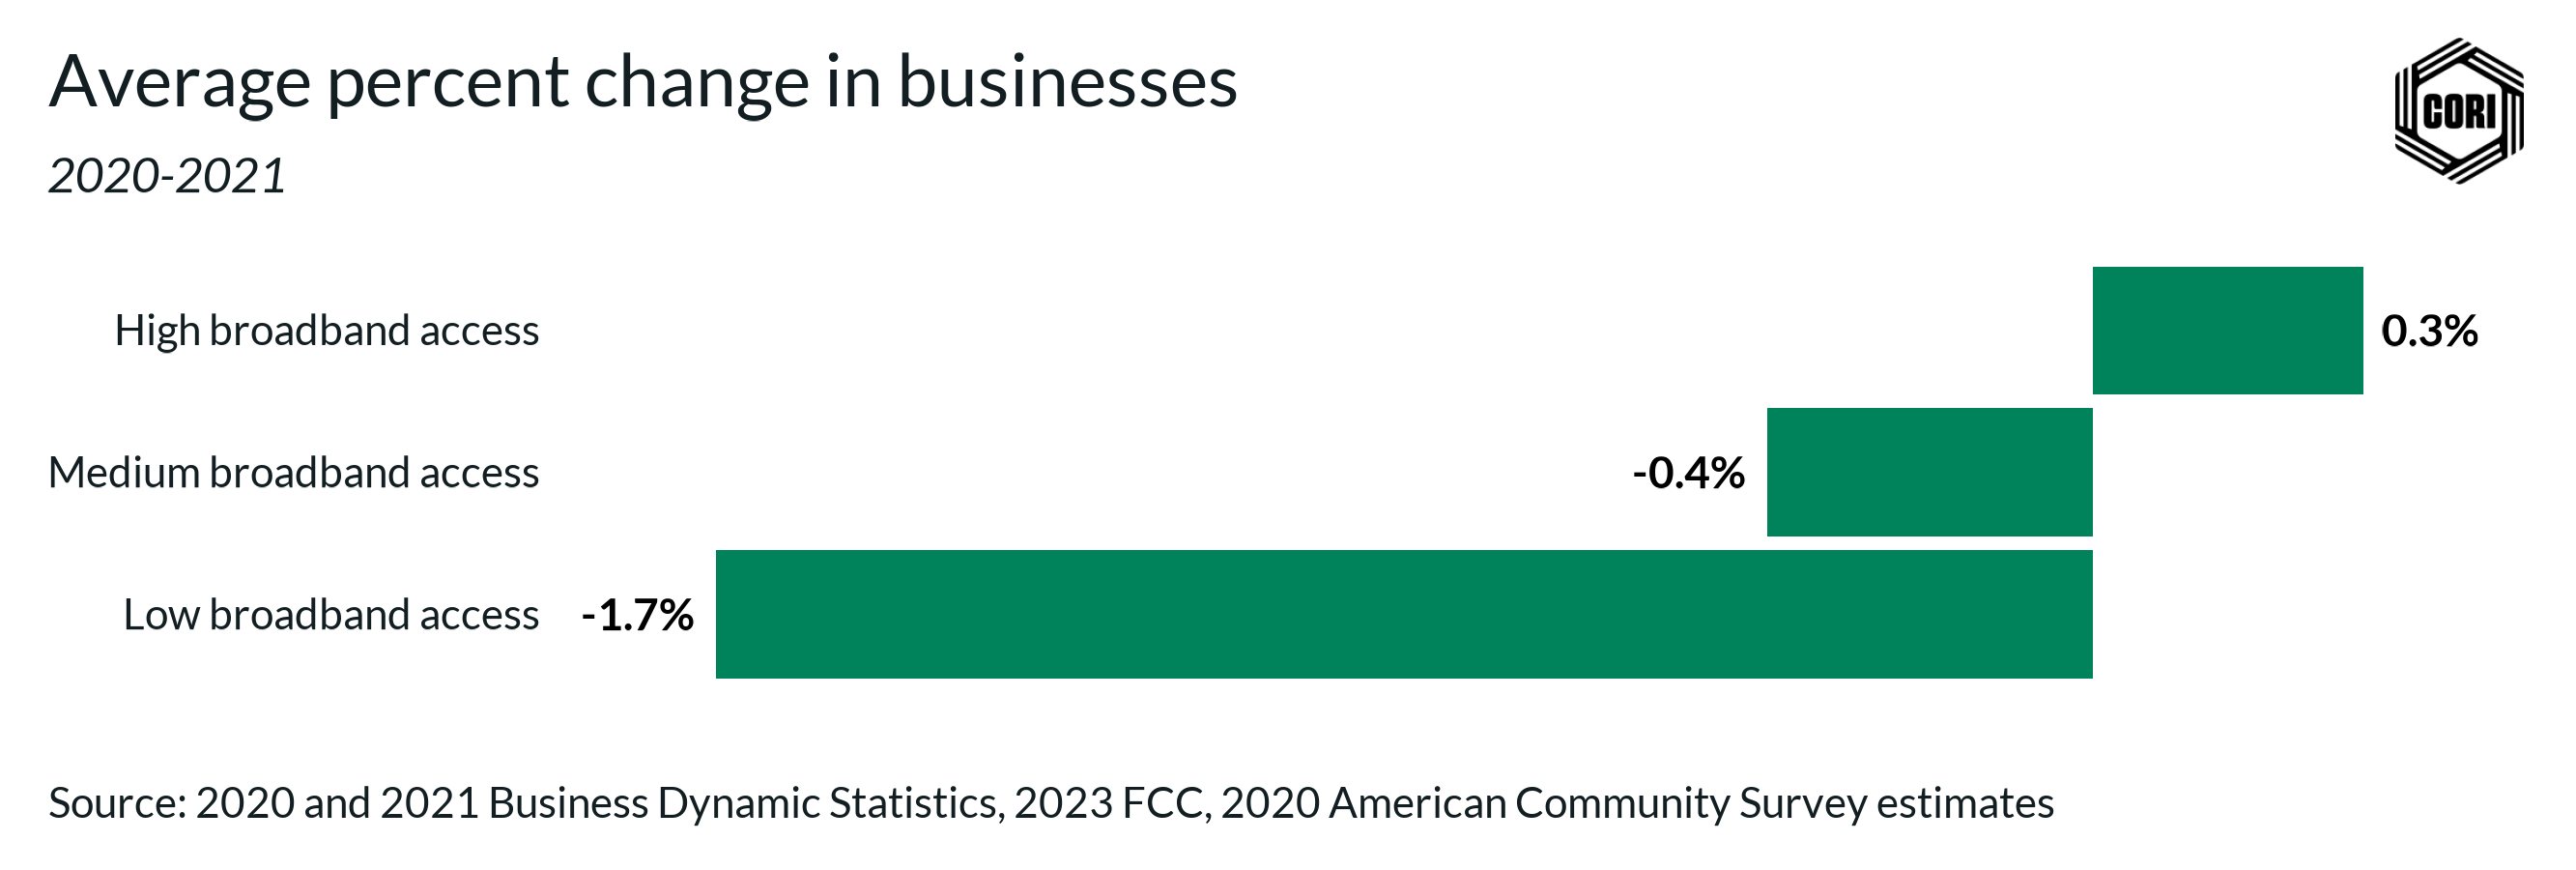 Average percent change in businesses
2020-2021
CORI
High broadband access
0.3%
Medium broadband access
-0.4%
Low broadband access
-1.7%
Source: 2020 and 2021 Business Dynamic Statistics, 2023 FCC, 2020 American Community Survey estimates